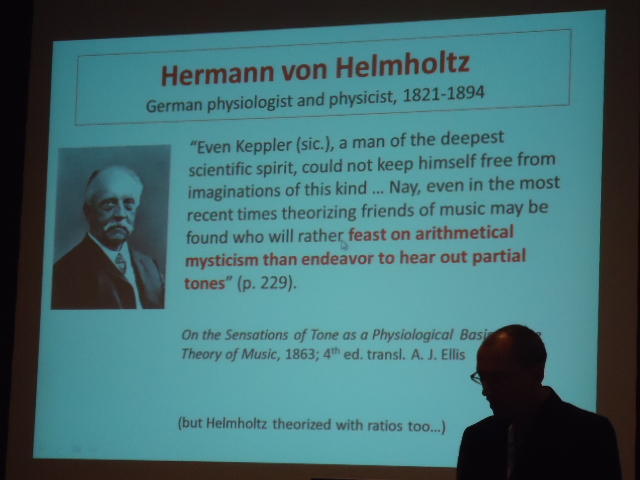 Hermann von Helmholtz
German physiologist and physicist, 1821-1894
“Even Keppler (sic.), a man of the deepest
scientific spirit, could not keep himself free from
imaginations of this kind ... Nay, even in the most
recent times theorizing friends of music may be
found who will rather feast on arithmetical
mysticism than endeavor to hear out partial
tones” (p. 229).
On the Sensations of Tone as a Physiological
Theory of Music, 1863; 4th ed. transl. A. J. Ellis
(but Helmholtz theorized with ratios too...)